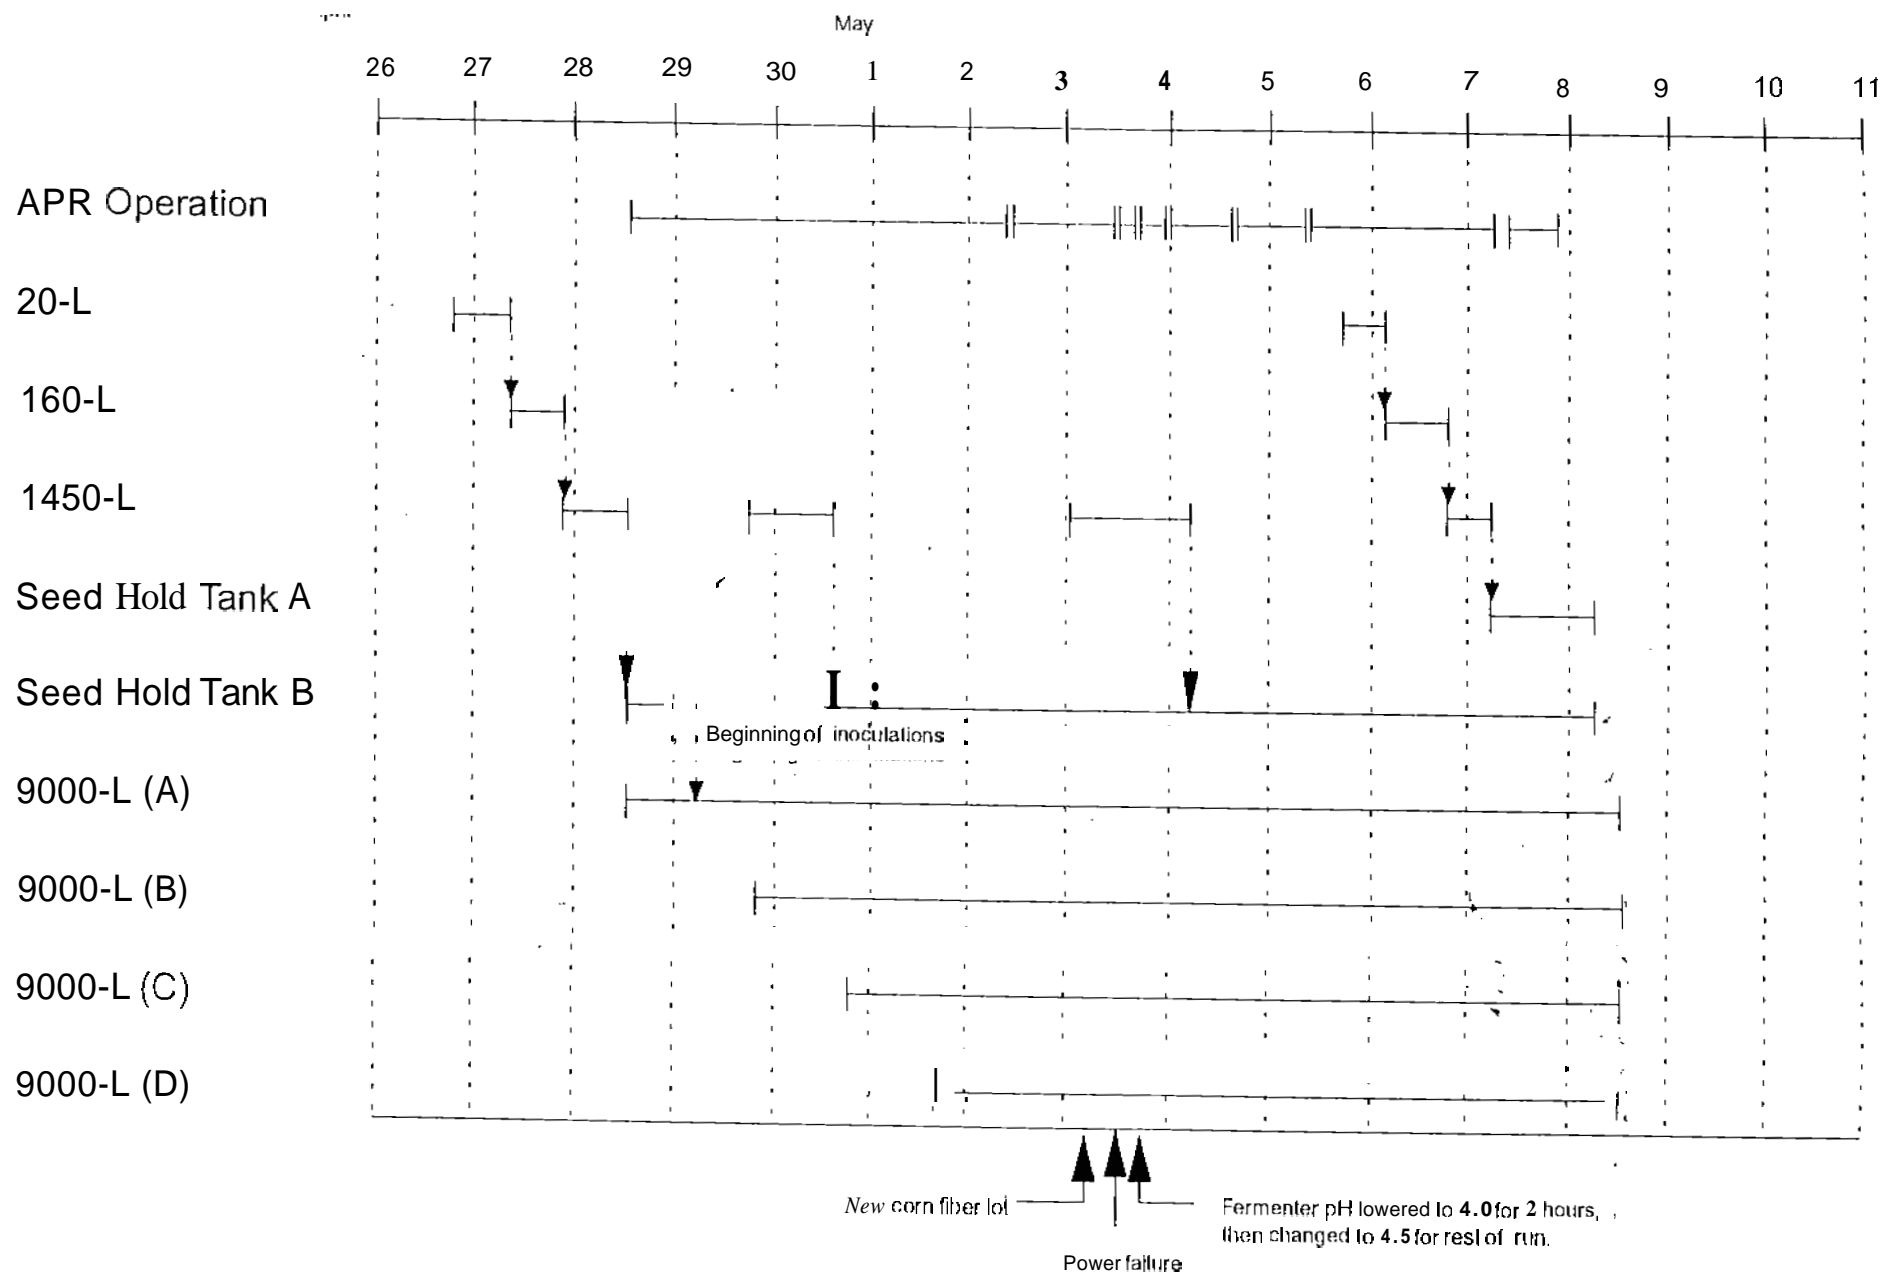 May
26 27 28 29 30 1 2 3 4 5 6 7 8 9 10 11
APR Operation
20-L
160-L
1450-L
Seed Hold Tank A
Seed Hold Tank B
Beginning of inoculations
9000-L (A)
9000-L (B)
9000-L (C)
9000-L (D)
New corn fiber lot
Fermenter pH lowered to 4.0 for 2 hours,
then changed to 4.5 for rest of run.
Power failure